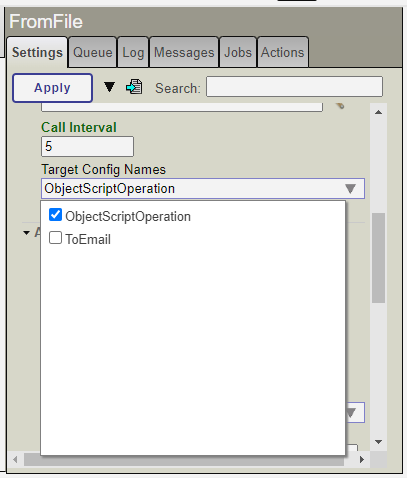 FromFile
Settings Queue Log Messages Jobs Actions
Apply Search:
Call Interval
5
Target Config Names
ObjectScriptOperation
ObjectScriptOperation
ToEmail